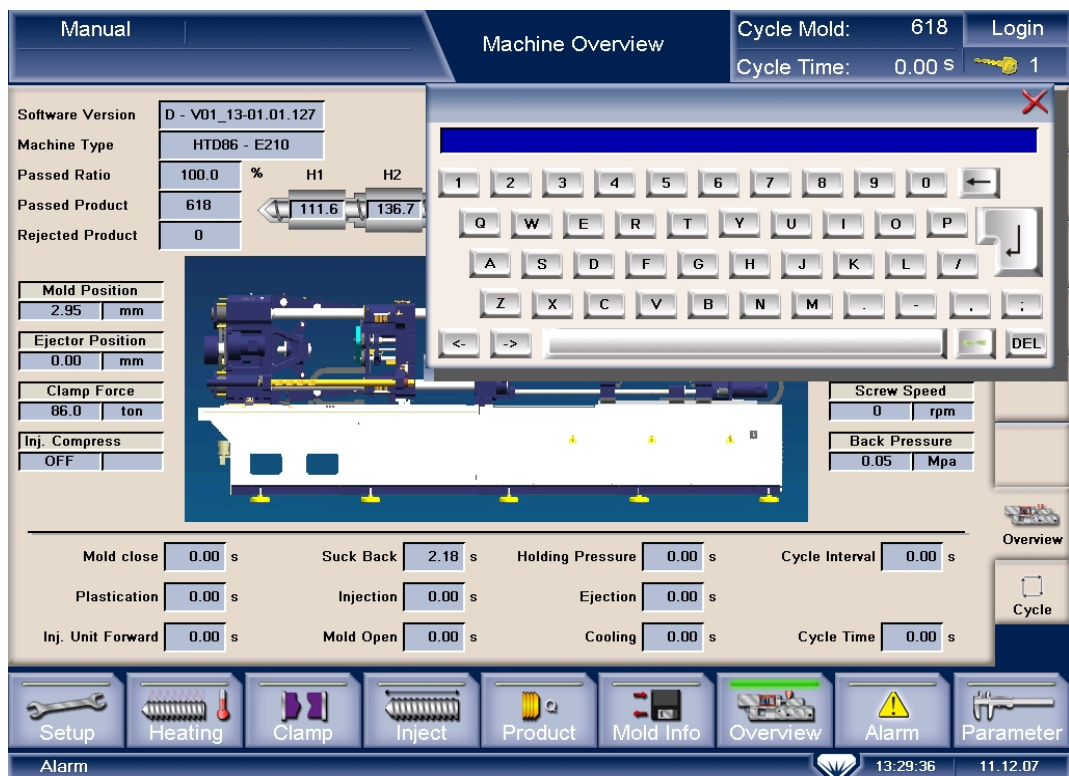 Manual
Machine Overview
Cycle Mold: 618
Login
Cycle Time: 0.00 S
1
Software Version D - V01_13-01.01.127
Machine Type HTD86 - E210
Passed Ratio 100.0 % H1 H2
Passed Product 618 111.6 136.7
Rejected Product 0
1 2 3 4 5 6 7 8 9 0 ←
Q W E R T Y U I O P
A S D F G H J K L /
Z X C V B N M . - , ;
<- -> DEL
Mold Position
2.95 mm
Ejector Position
0.00 mm
Clamp Force
86.0 ton
Inj. Compress
OFF
Screw Speed
0 rpm
Back Pressure
0.05 Mpa
Overview
Cycle
Mold close 0.00 s Suck Back 2.18 s Holding Pressure 0.00 s Cycle Interval 0.00 s
Plastication 0.00 s Injection 0.00 s Ejection 0.00 s
Inj. Unit Forward 0.00 s Mold Open 0.00 s Cooling 0.00 s Cycle Time 0.00 s
Setup Heating Clamp Inject Product Mold Info Overview Alarm Parameter
Alarm 13:29:36 11.12.07